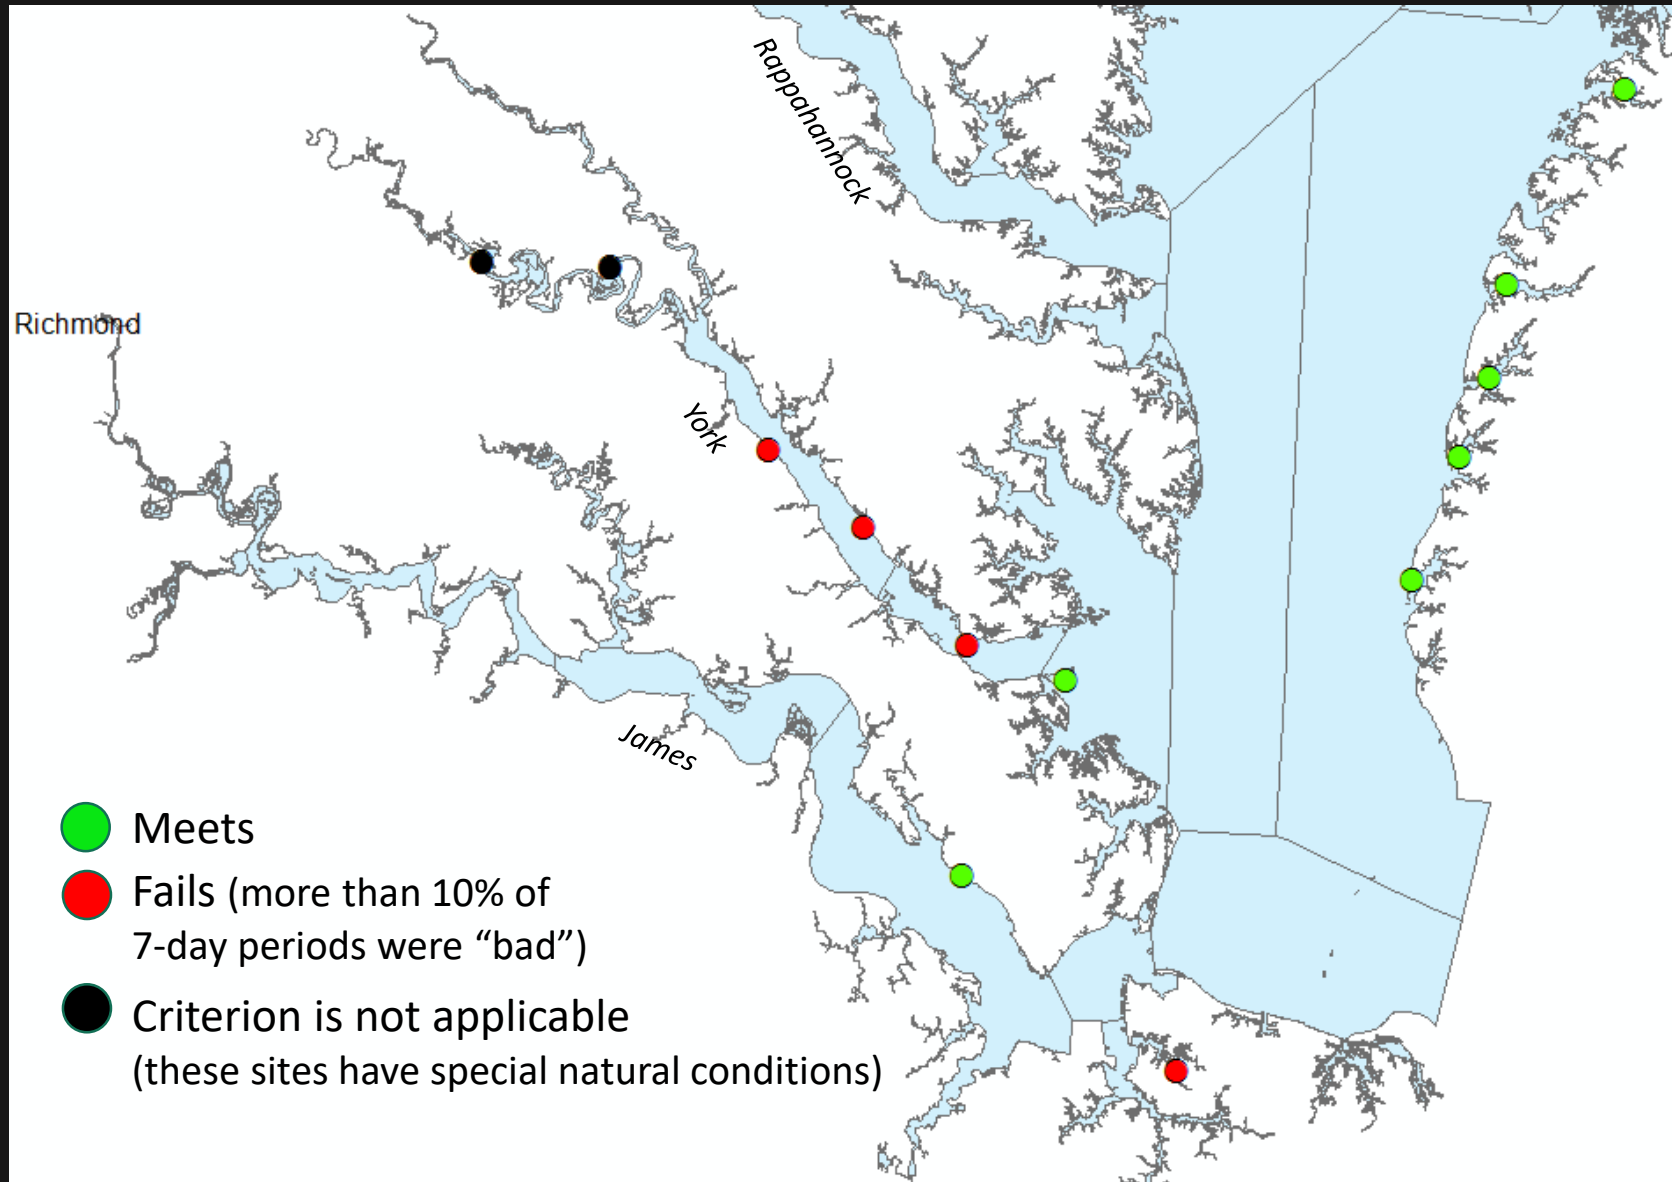 Rappahannock
Richmond
York
James
Meets
Fails (more than 10% of
7-day periods were “bad”)
Criterion is not applicable
(these sites have special natural conditions)